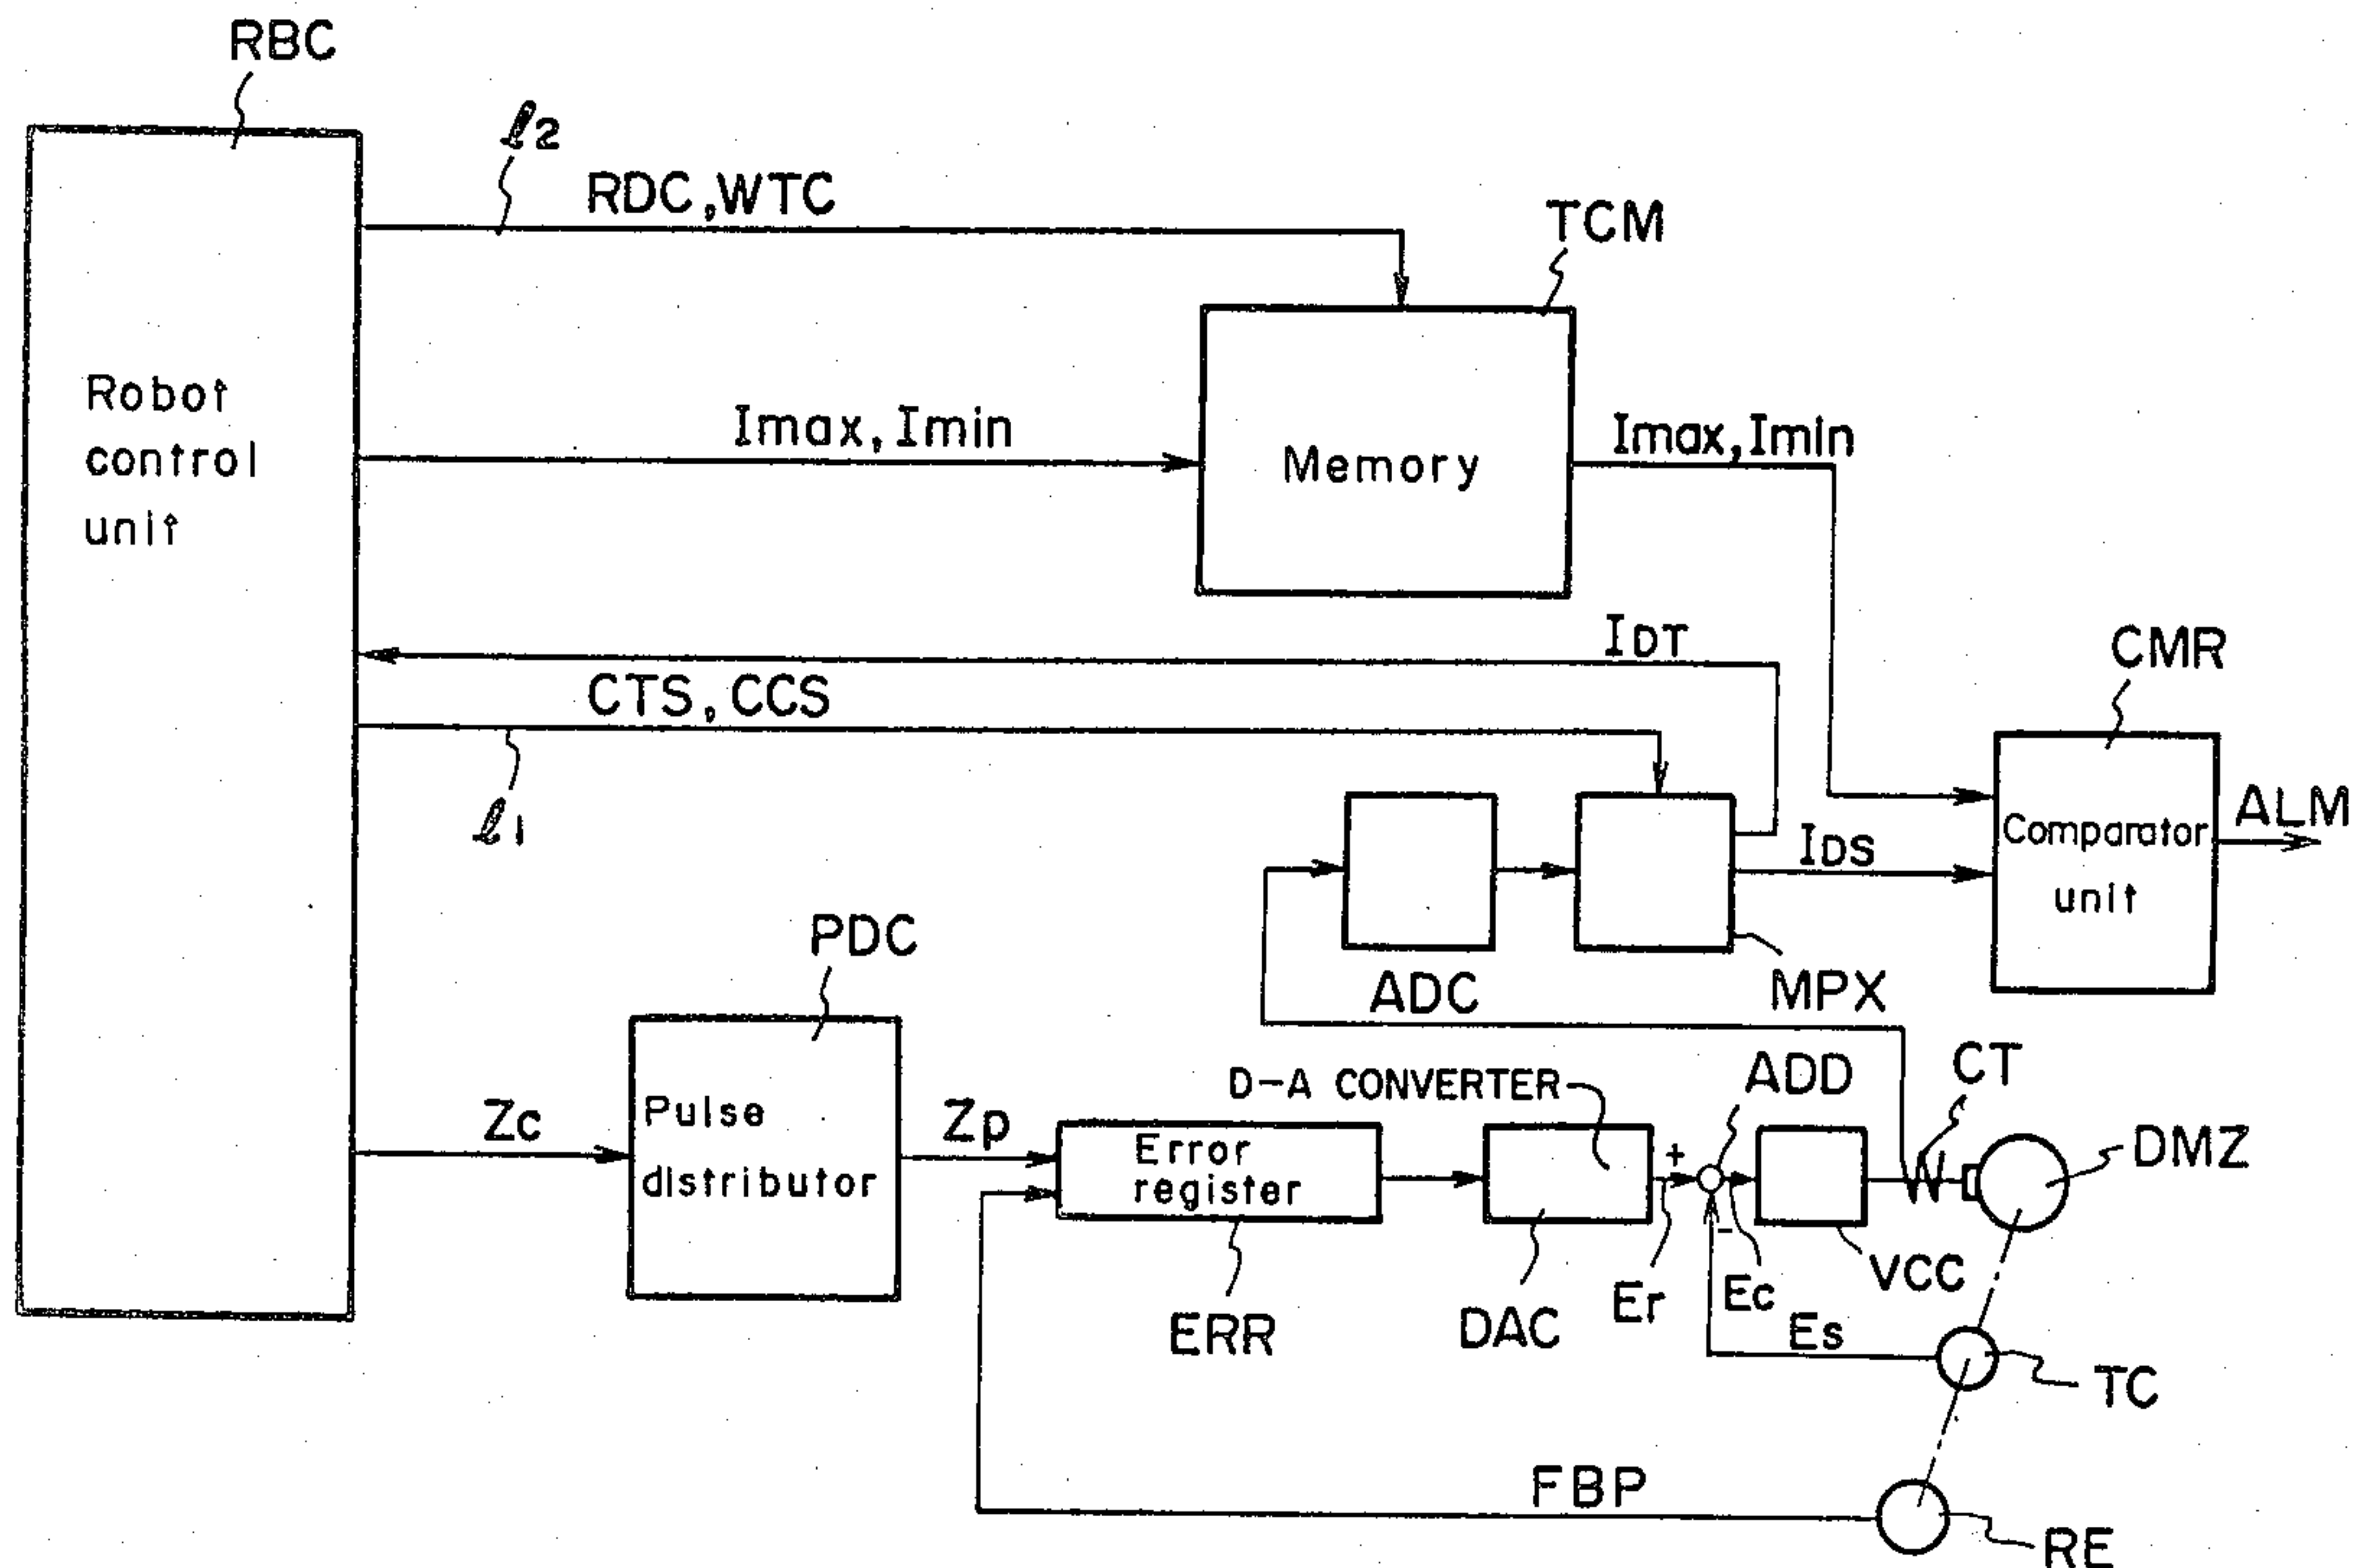 RBC
ℓ2
RDC, WTC
TCM
Robot
control
unit
Imax, Imin
Memory
Imax, Imin
IDT
CTS, CCS
ℓ1
CMR
Comparator
unit
ALM
IDS
ADC
MPX
PDC
Pulse
distributor
Zc
Zp
Error
register
ERR
D-A CONVERTER
DAC
+
-
ADD
Er
Ec
Es
VCC
CT
DMZ
TC
FBP
RE